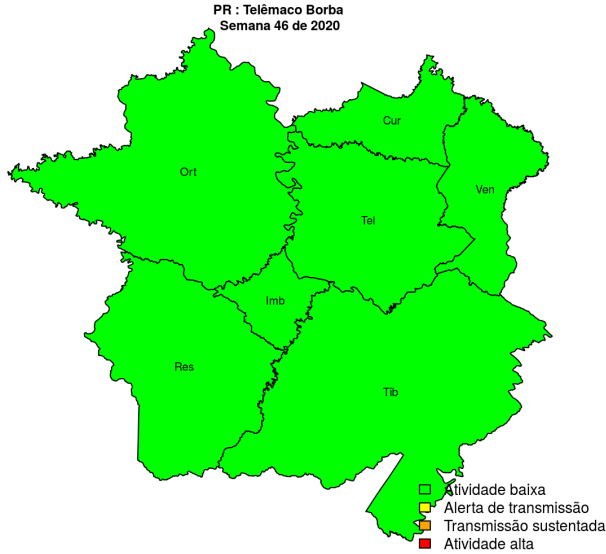 PR : Telêmaco Borba
Semana 46 de 2020
Cur
Ort
Ven
Tel
Imb
Res
Tib
Atividade baixa
Alerta de transmissão
Transmissão sustentada
Atividade alta